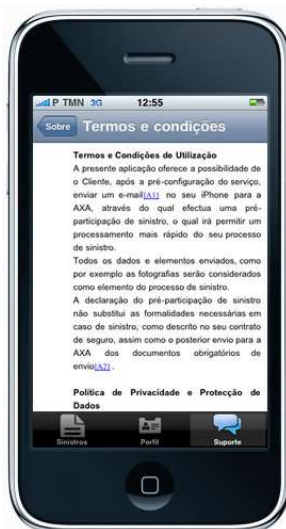 P TMN 3G 12:55
Sobre Termos e condições
Termos e Condições de Utilização
A presente aplicação oferece a possibilidade de
o Cliente, após a pré-configuração do serviço,
enviar um e-mail[A1] no seu iPhone para a
AXA, através do qual efectua uma pré-
participação de sinistro, o qual irá permitir um
processamento mais rápido do seu processo
de sinistro.
Todos os dados e elementos enviados, como
por exemplo as fotografias serão considerados
como elemento do processo de sinistro.
A declaração do pré-participação de sinistro
não substitui as formalidades necessárias em
caso de sinistro, como descrito no seu contrato
de seguro, assim como o posterior envio para a
AXA dos documentos obrigatórios de
envio[A2] .
Política de Privacidade e Protecção de
Dados
Sinistros Perfil Suporte